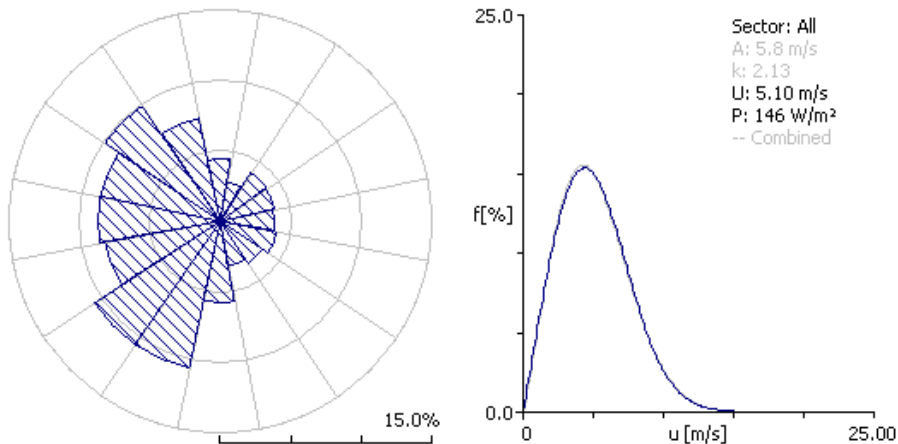 15.0%
25.0
f[%]
0.0
0
u [m/s]
25.00
Sector: All
A: 5.8 m/s
k: 2.13
U: 5.10 m/s
P: 146 W/m²
-- Combined